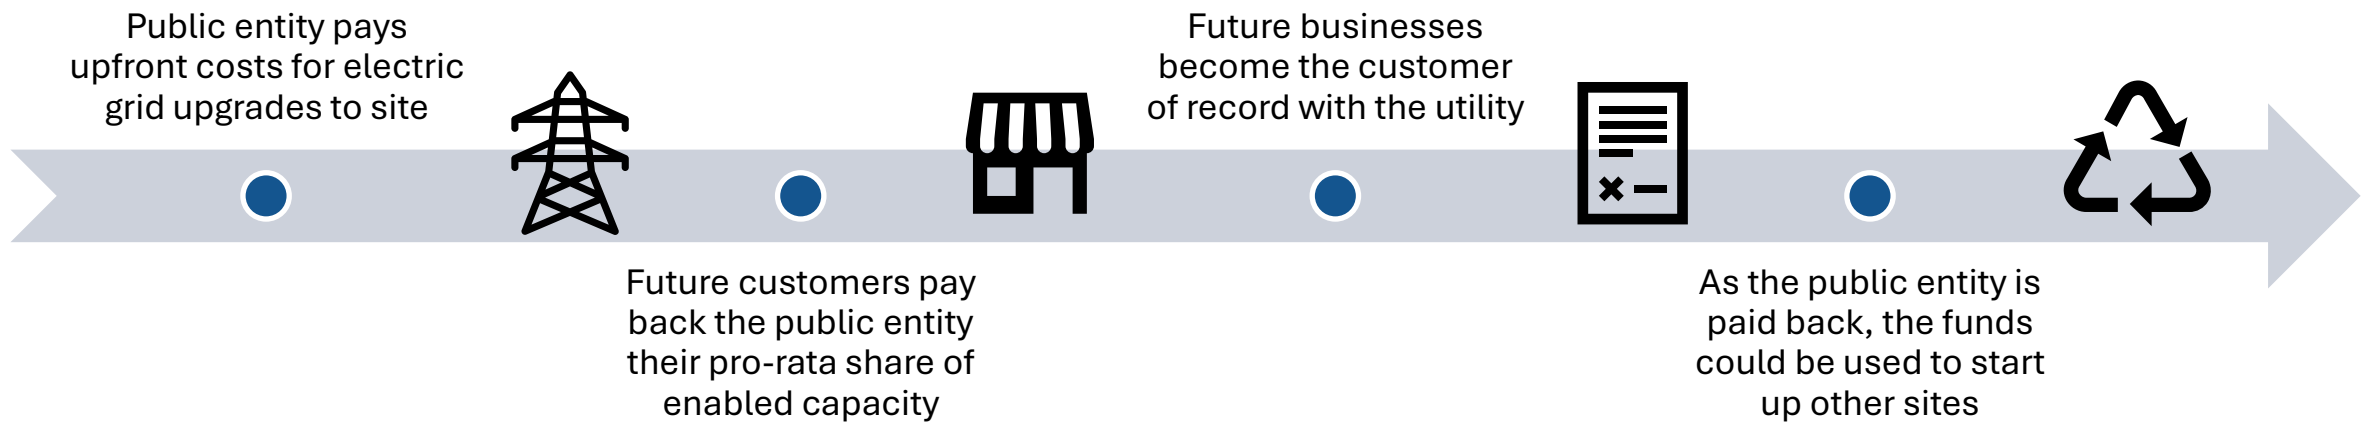 Public entity pays
upfront costs for electric
grid upgrades to site
Future customers pay
back the public entity
their pro-rata share of
enabled capacity
Future businesses
become the customer
of record with the utility
As the public entity is
paid back, the funds
could be used to start
up other sites